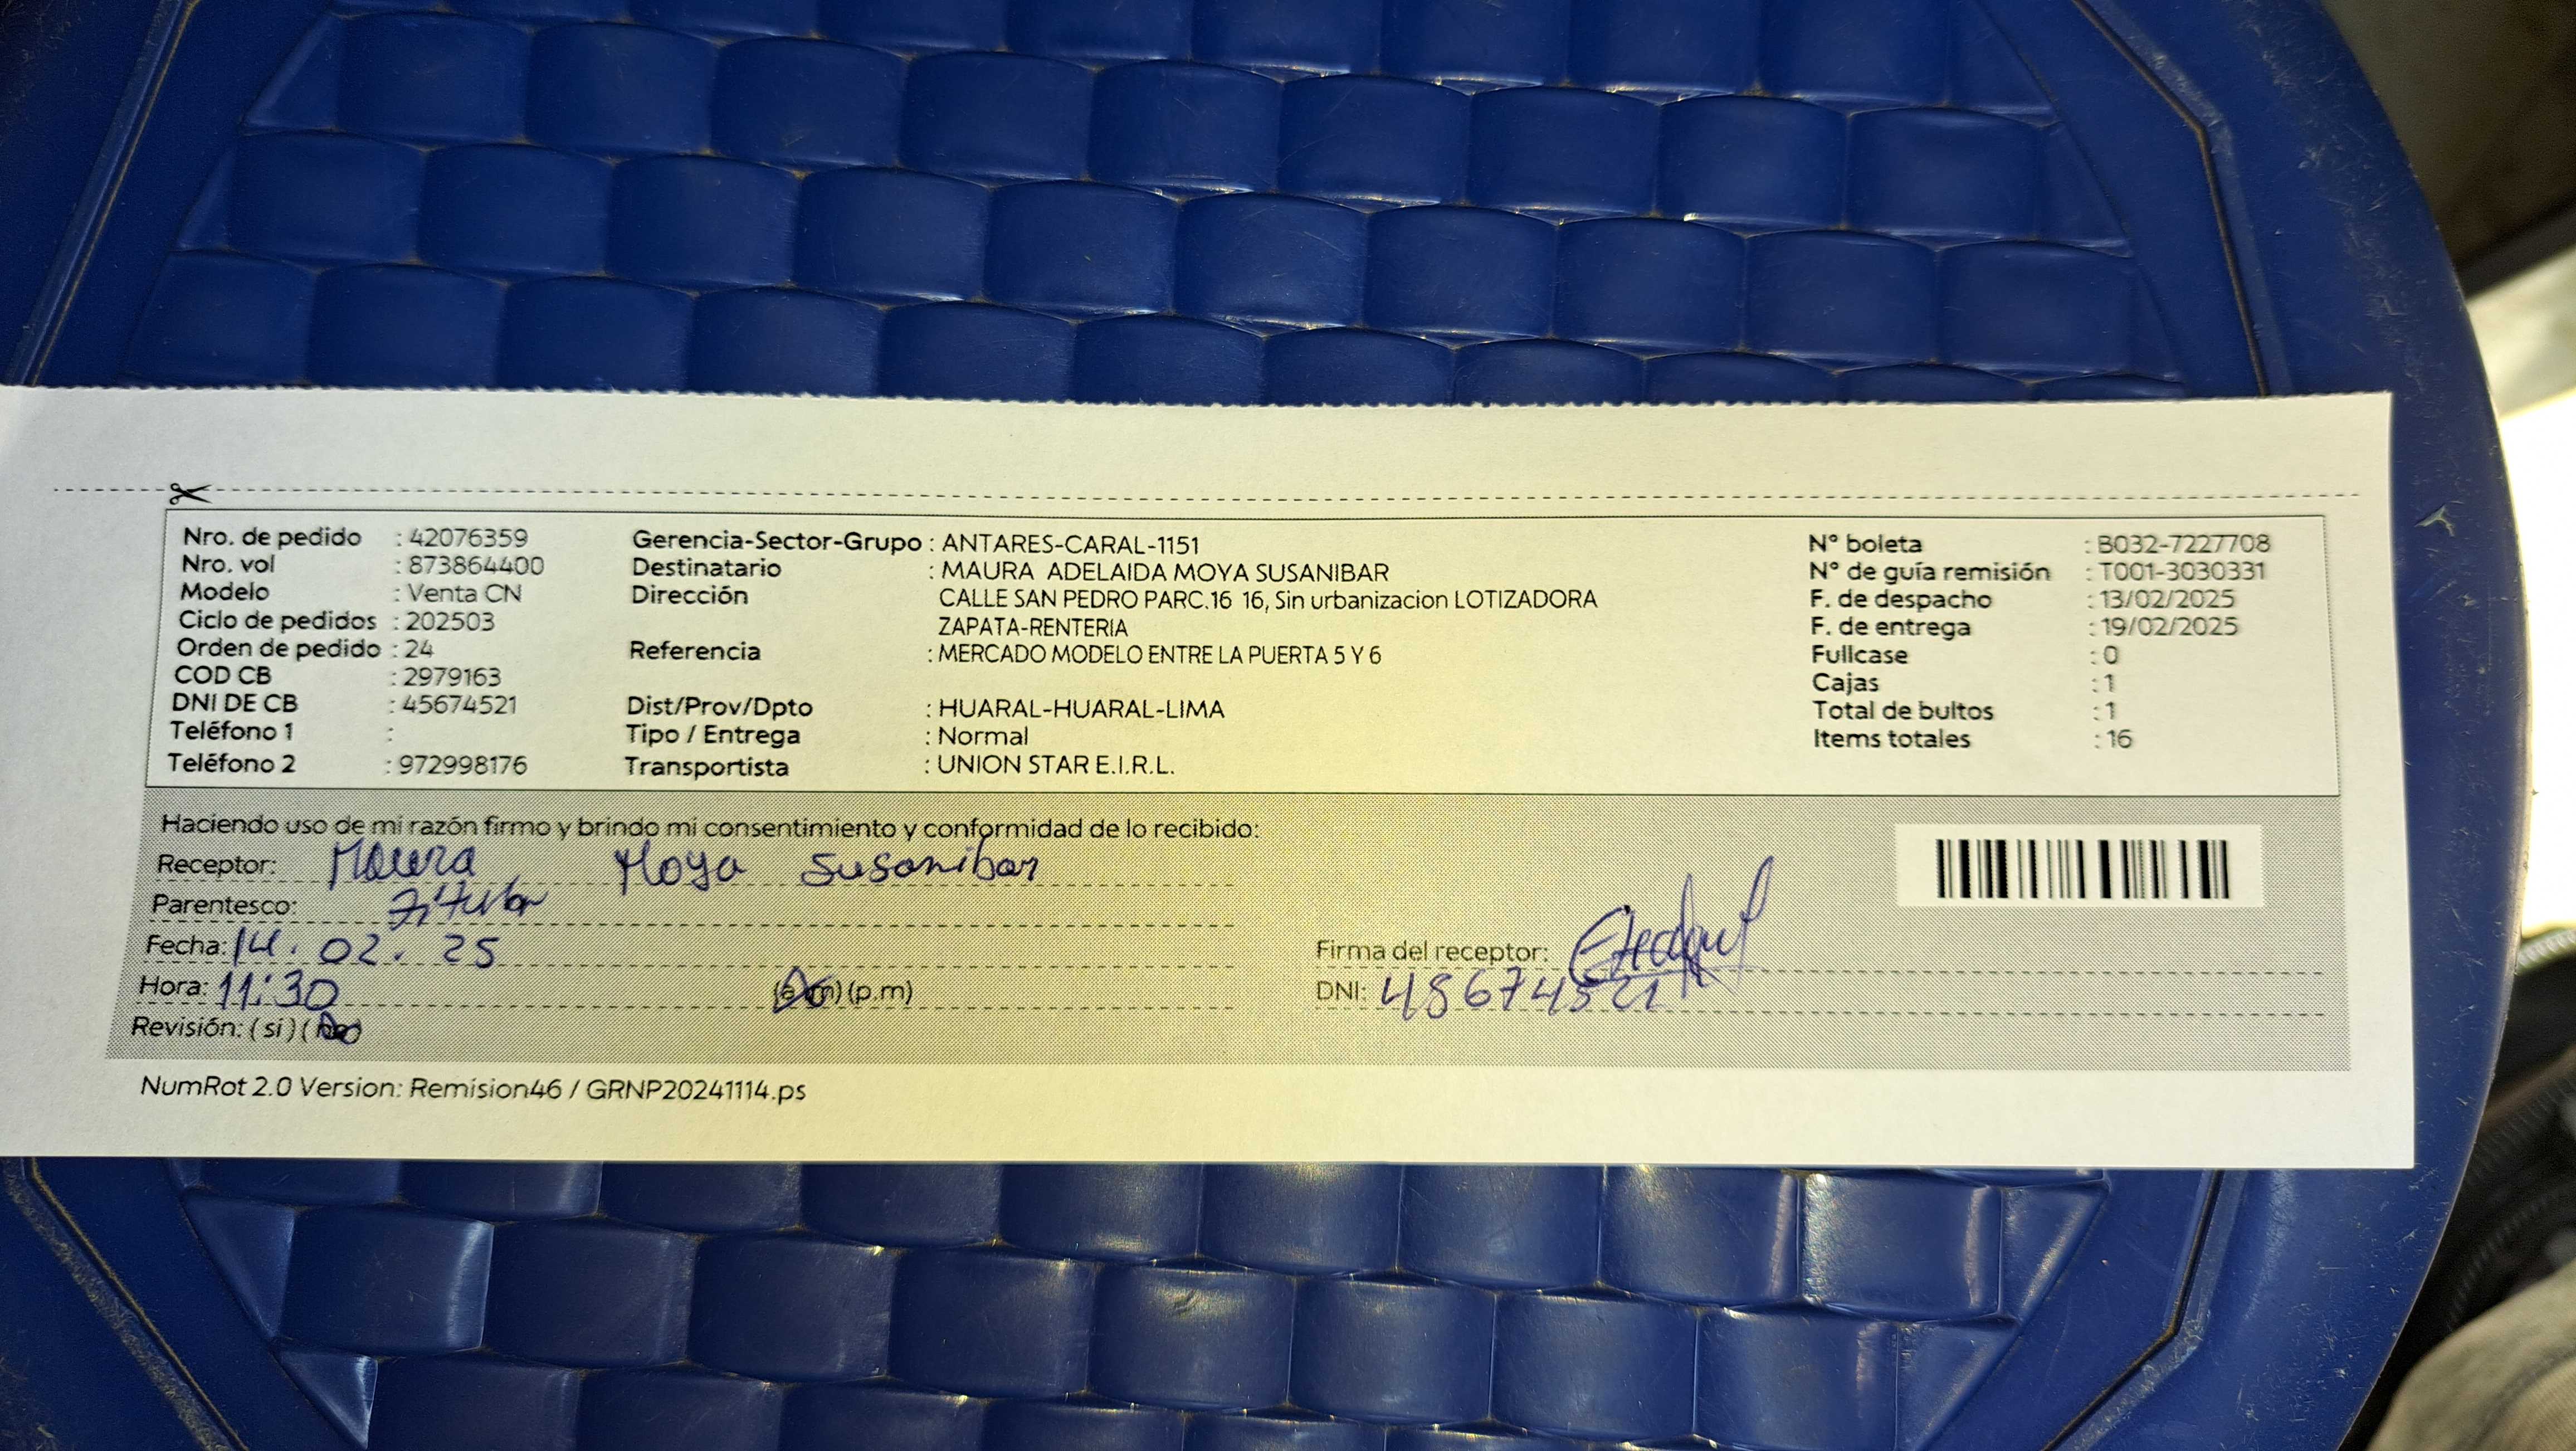 Nro. de pedido : 42076359
Nro. vol : 873864400
Modelo : Venta CN
Ciclo de pedidos : 202503
Orden de pedido : 24
COD CB : 2979163
DNI DE CB : 45674521
Teléfono 1 :
Teléfono 2 : 972998176
Gerencia-Sector-Grupo : ANTARES-CARAL-1151
Destinatario : MAURA ADELAIDA MOYA SUSANIBAR
Dirección CALLE SAN PEDRO PARC.16 16, Sin urbanizacion LOTIZADORA
ZAPATA-RENTERIA
Referencia : MERCADO MODELO ENTRE LA PUERTA 5 Y 6
Dist/Prov/Dpto : HUARAL-HUARAL-LIMA
Tipo / Entrega : Normal
Transportista : UNION STAR E.I.R.L.
N° boleta : B032-7227708
N° de guía remisión : T001-3030331
F. de despacho : 13/02/2025
F. de entrega : 19/02/2025
Fullcase : 0
Cajas : 1
Total de bultos : 1
Items totales : 16
Haciendo uso de mi razón firmo y brindo mi consentimiento y conformidad de lo recibido:
Receptor: Maura Moya Susanibar
Parentesco:
Fecha: 14. 02. 25
Hora: 11:30 (a.m) (p.m)
Revisión: (si) (no)
Firma del receptor:
DNI: 45674521
NumRot 2.0 Version: Remision46 / GRNP20241114.ps